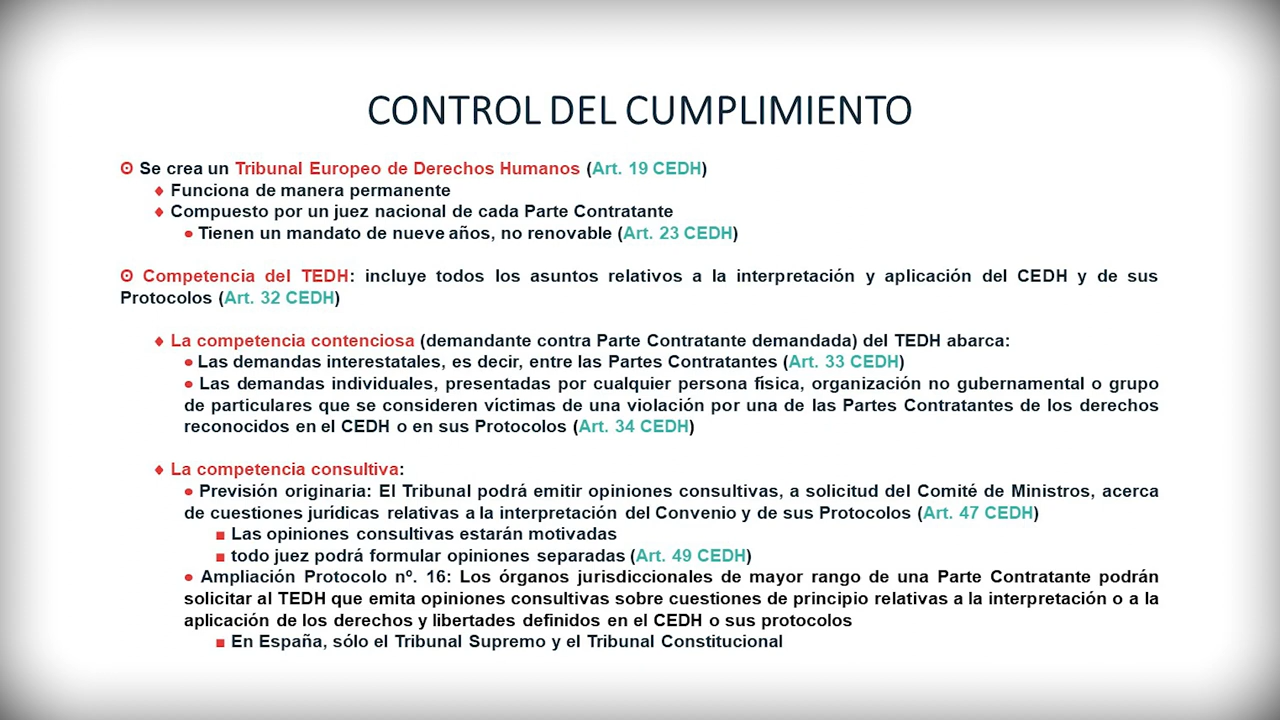 CONTROL DEL CUMPLIMIENTO
⊙ Se crea un Tribunal Europeo de Derechos Humanos (Art. 19 CEDH)
♦ Funciona de manera permanente
♦ Compuesto por un juez nacional de cada Parte Contratante
● Tienen un mandato de nueve años, no renovable (Art. 23 CEDH)
⊙ Competencia del TEDH: incluye todos los asuntos relativos a la interpretación y aplicación del CEDH y de sus
Protocolos (Art. 32 CEDH)
♦ La competencia contenciosa (demandante contra Parte Contratante demandada) del TEDH abarca:
● Las demandas interestatales, es decir, entre las Partes Contratantes (Art. 33 CEDH)
● Las demandas individuales, presentadas por cualquier persona física, organización no gubernamental o grupo
de particulares que se consideren víctimas de una violación por una de las Partes Contratantes de los derechos
reconocidos en el CEDH o en sus Protocolos (Art. 34 CEDH)
♦ La competencia consultiva:
● Previsión originaria: El Tribunal podrá emitir opiniones consultivas, a solicitud del Comité de Ministros, acerca
de cuestiones jurídicas relativas a la interpretación del Convenio y de sus Protocolos (Art. 47 CEDH)
■ Las opiniones consultivas estarán motivadas
■ todo juez podrá formular opiniones separadas (Art. 49 CEDH)
● Ampliación Protocolo nº. 16: Los órganos jurisdiccionales de mayor rango de una Parte Contratante podrán
solicitar al TEDH que emita opiniones consultivas sobre cuestiones de principio relativas a la interpretación o a la
aplicación de los derechos y libertades definidos en el CEDH o sus protocolos
■ En España, sólo el Tribunal Supremo y el Tribunal Constitucional